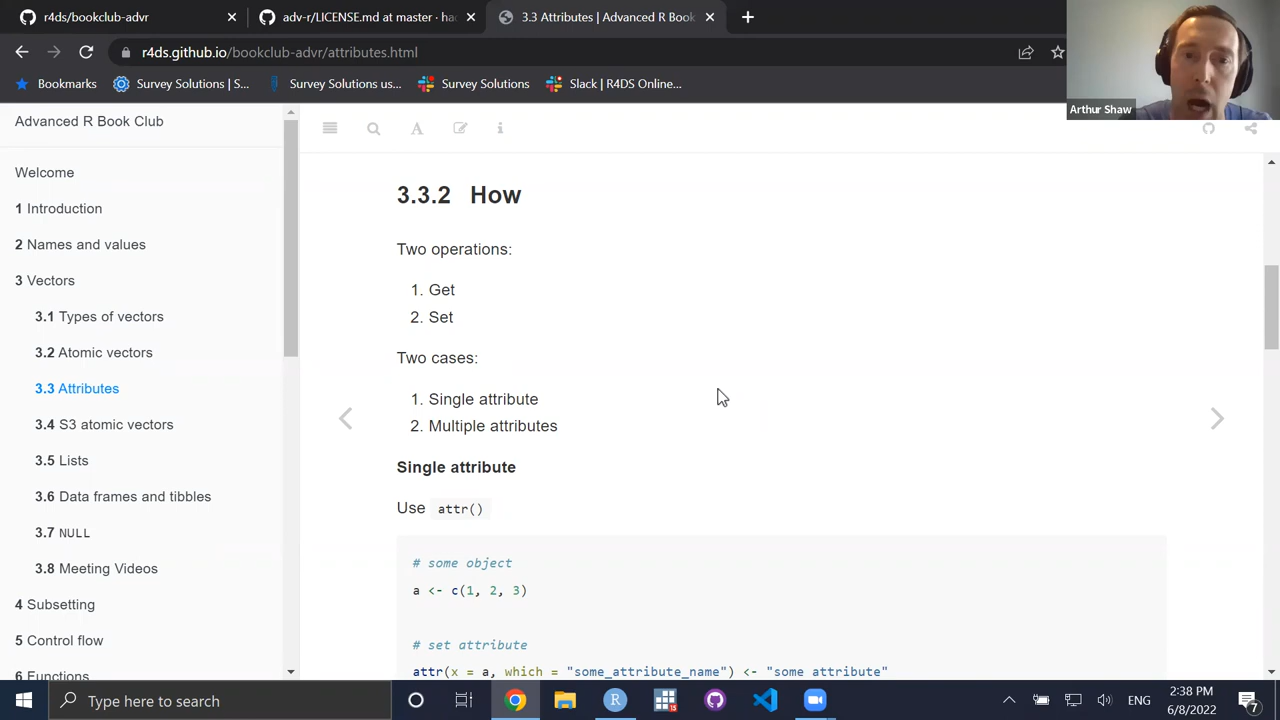 r4ds/bookclub-advr
adv-r/LICENSE.md at master · ha
3.3 Attributes | Advanced R Book
r4ds.github.io/bookclub-advr/attributes.html
Bookmarks
Survey Solutions | S...
Survey Solutions us...
Survey Solutions
Slack | R4DS Online...
Arthur Shaw
Advanced R Book Club
Welcome
1 Introduction
2 Names and values
3 Vectors
3.1 Types of vectors
3.2 Atomic vectors
3.3 Attributes
3.4 S3 atomic vectors
3.5 Lists
3.6 Data frames and tibbles
3.7 NULL
3.8 Meeting Videos
4 Subsetting
5 Control flow
6 Functions
3.3.2 How
Two operations:
1. Get
2. Set
Two cases:
1. Single attribute
2. Multiple attributes
Single attribute
Use attr()
# some object
a <- c(1, 2, 3)
# set attribute
attr(x = a, which = "some_attribute_name") <- "some attribute"
Type here to search
15
ENG
2:38 PM
6/8/2022
7